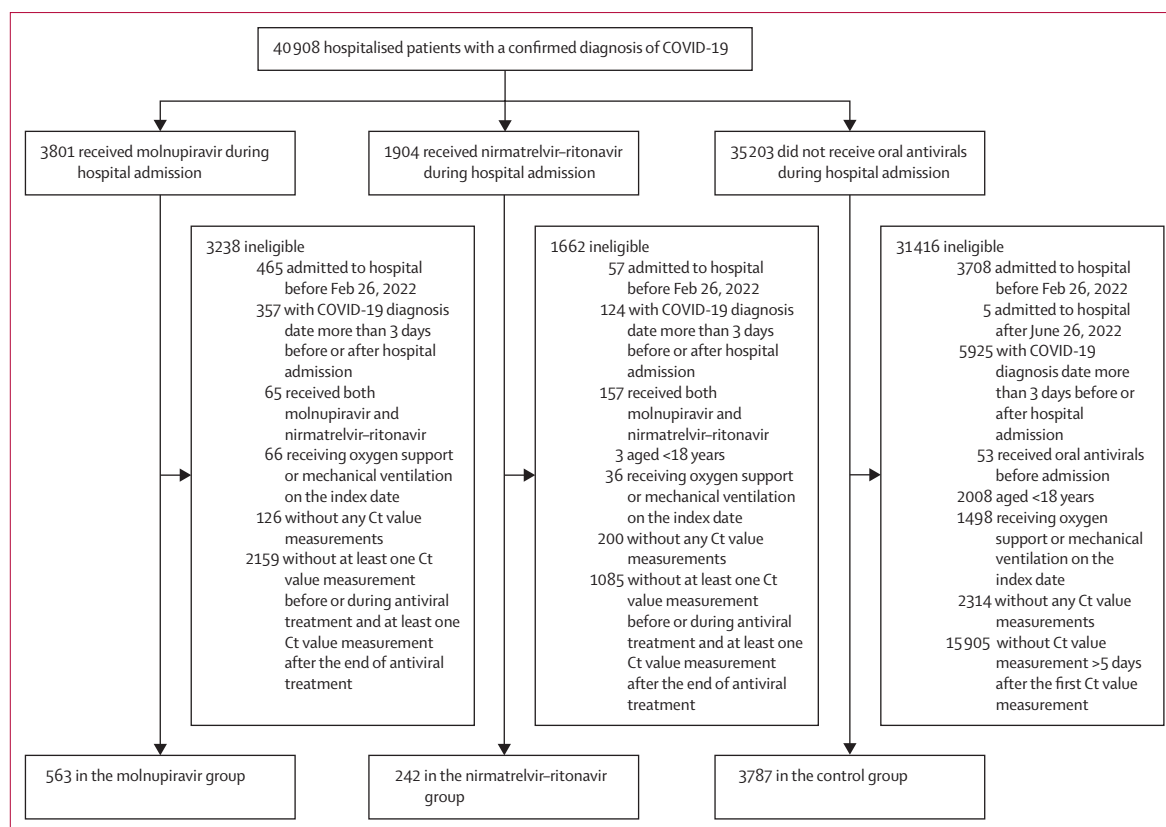 40 908 hospitalised patients with a confirmed diagnosis of COVID-19
3801 received molnupiravir during
hospital admission
1904 received nirmatrelvir–ritonavir
during hospital admission
35 203 did not receive oral antivirals
during hospital admission
3238 ineligible
465 admitted to hospital
before Feb 26, 2022
357 with COVID-19 diagnosis
date more than 3 days
before or after hospital
admission
65 received both
molnupiravir and
nirmatrelvir–ritonavir
66 receiving oxygen support
or mechanical ventilation
on the index date
126 without any Ct value
measurements
2159 without at least one Ct
value measurement
before or during antiviral
treatment and at least one
Ct value measurement
after the end of antiviral
treatment
1662 ineligible
57 admitted to hospital
before Feb 26, 2022
124 with COVID-19 diagnosis
date more than 3 days
before or after hospital
admission
157 received both
molnupiravir and
nirmatrelvir–ritonavir
3 aged <18 years
36 receiving oxygen support
or mechanical ventilation
on the index date
200 without any Ct value
measurements
1085 without at least one Ct
value measurement
before or during antiviral
treatment and at least one
Ct value measurement
after the end of antiviral
treatment
31 416 ineligible
3708 admitted to hospital
before Feb 26, 2022
5 admitted to hospital
after June 26, 2022
5925 with COVID-19
diagnosis date more
than 3 days before or
after hospital
admission
53 received oral antivirals
before admission
2008 aged <18 years
1498 receiving oxygen
support or mechanical
ventilation on the
index date
2314 without any Ct value
measurements
15 905 without Ct value
measurement >5 days
after the first Ct value
measurement
563 in the molnupiravir group
242 in the nirmatrelvir–ritonavir
group
3787 in the control group